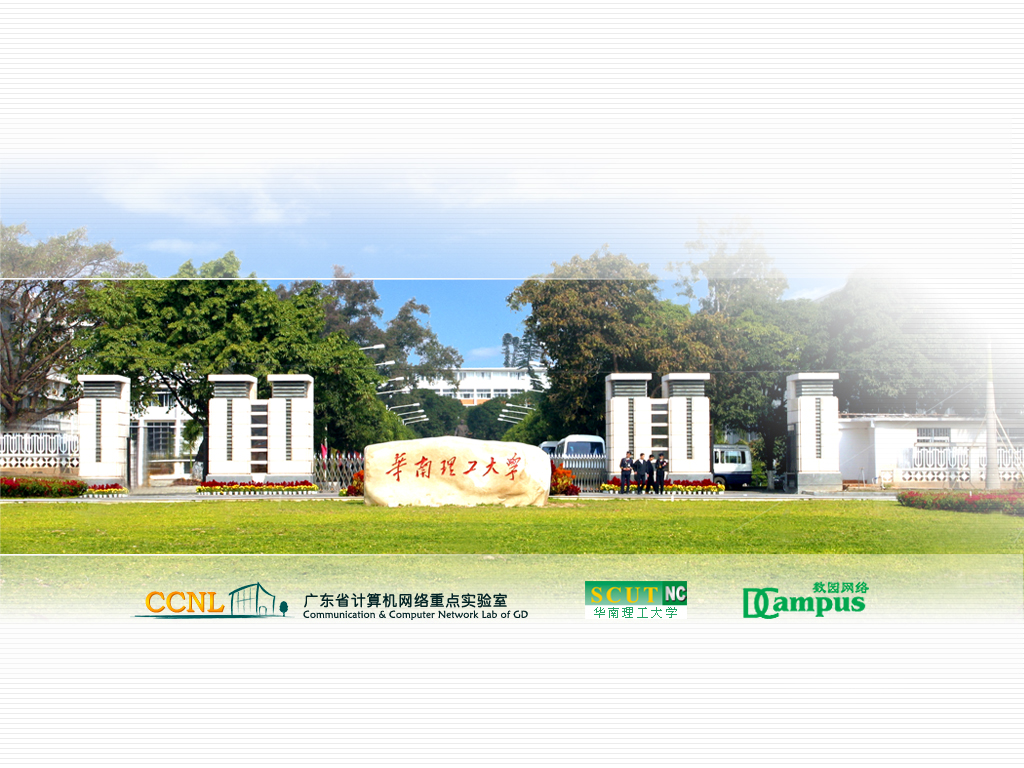 華南理工大學
CCNL
广东省计算机网络重点实验室
Communication & Computer Network Lab of GD
SCUT NC
华南理工大学
数园网络
DCampus